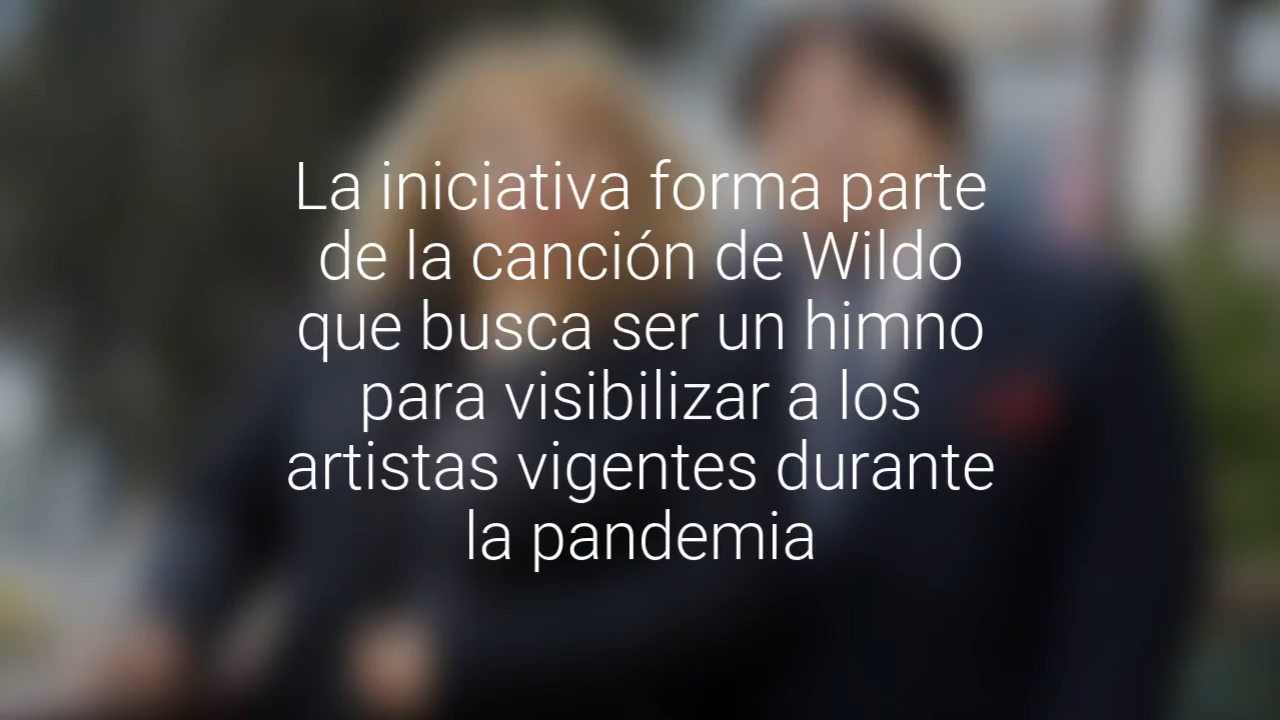 La iniciativa forma parte
de la canción de Wildo
que busca ser un himno
para visibilizar a los
artistas vigentes durante
la pandemia